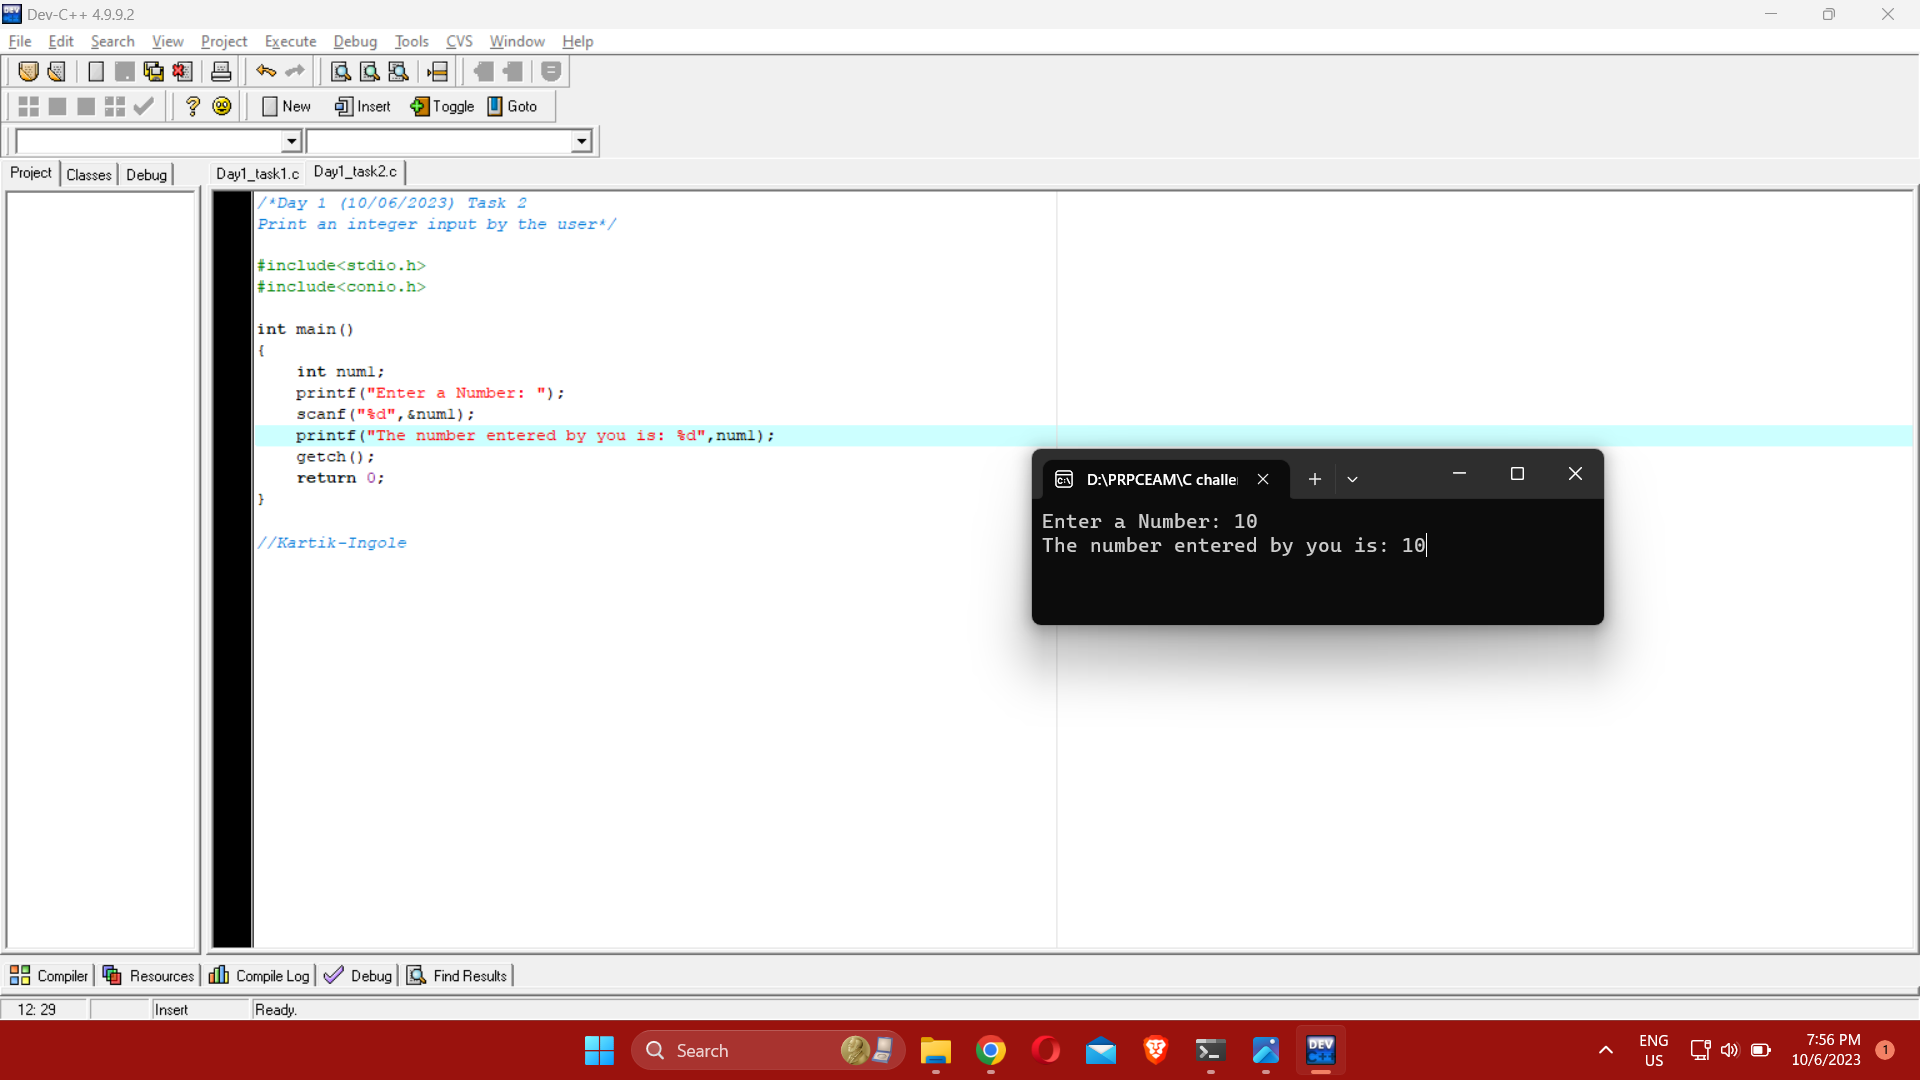 Dev-C++ 4.9.9.2
File Edit Search View Project Execute Debug Tools CVS Window Help
New Insert Toggle Goto
Project Classes Debug Day1_task1.c Day1_task2.c
/*Day 1 (10/06/2023) Task 2
Print an integer input by the user*/
#include<stdio.h>
#include<conio.h>
int main()
{
int num1;
printf("Enter a Number: ");
scanf("%d",&num1);
printf("The number entered by you is: %d",num1);
getch();
return 0;
}
//Kartik-Ingole
D:\PRPCEAM\C challe
Enter a Number: 10
The number entered by you is: 10
Compiler Resources Compile Log Debug Find Results
12: 29 Insert Ready.
Search
DEV
ENG
US
7:56 PM
10/6/2023
1